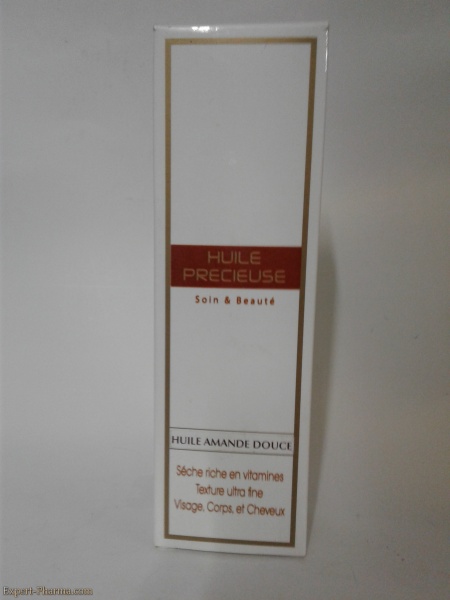 HUILE
PRECIEUSE
Soin & Beauté
HUILE AMANDE DOUCE
Sêche riche en vitamines
Texture ultra fine
Visage, Corps, et Cheveux
Expert-Pharma.com